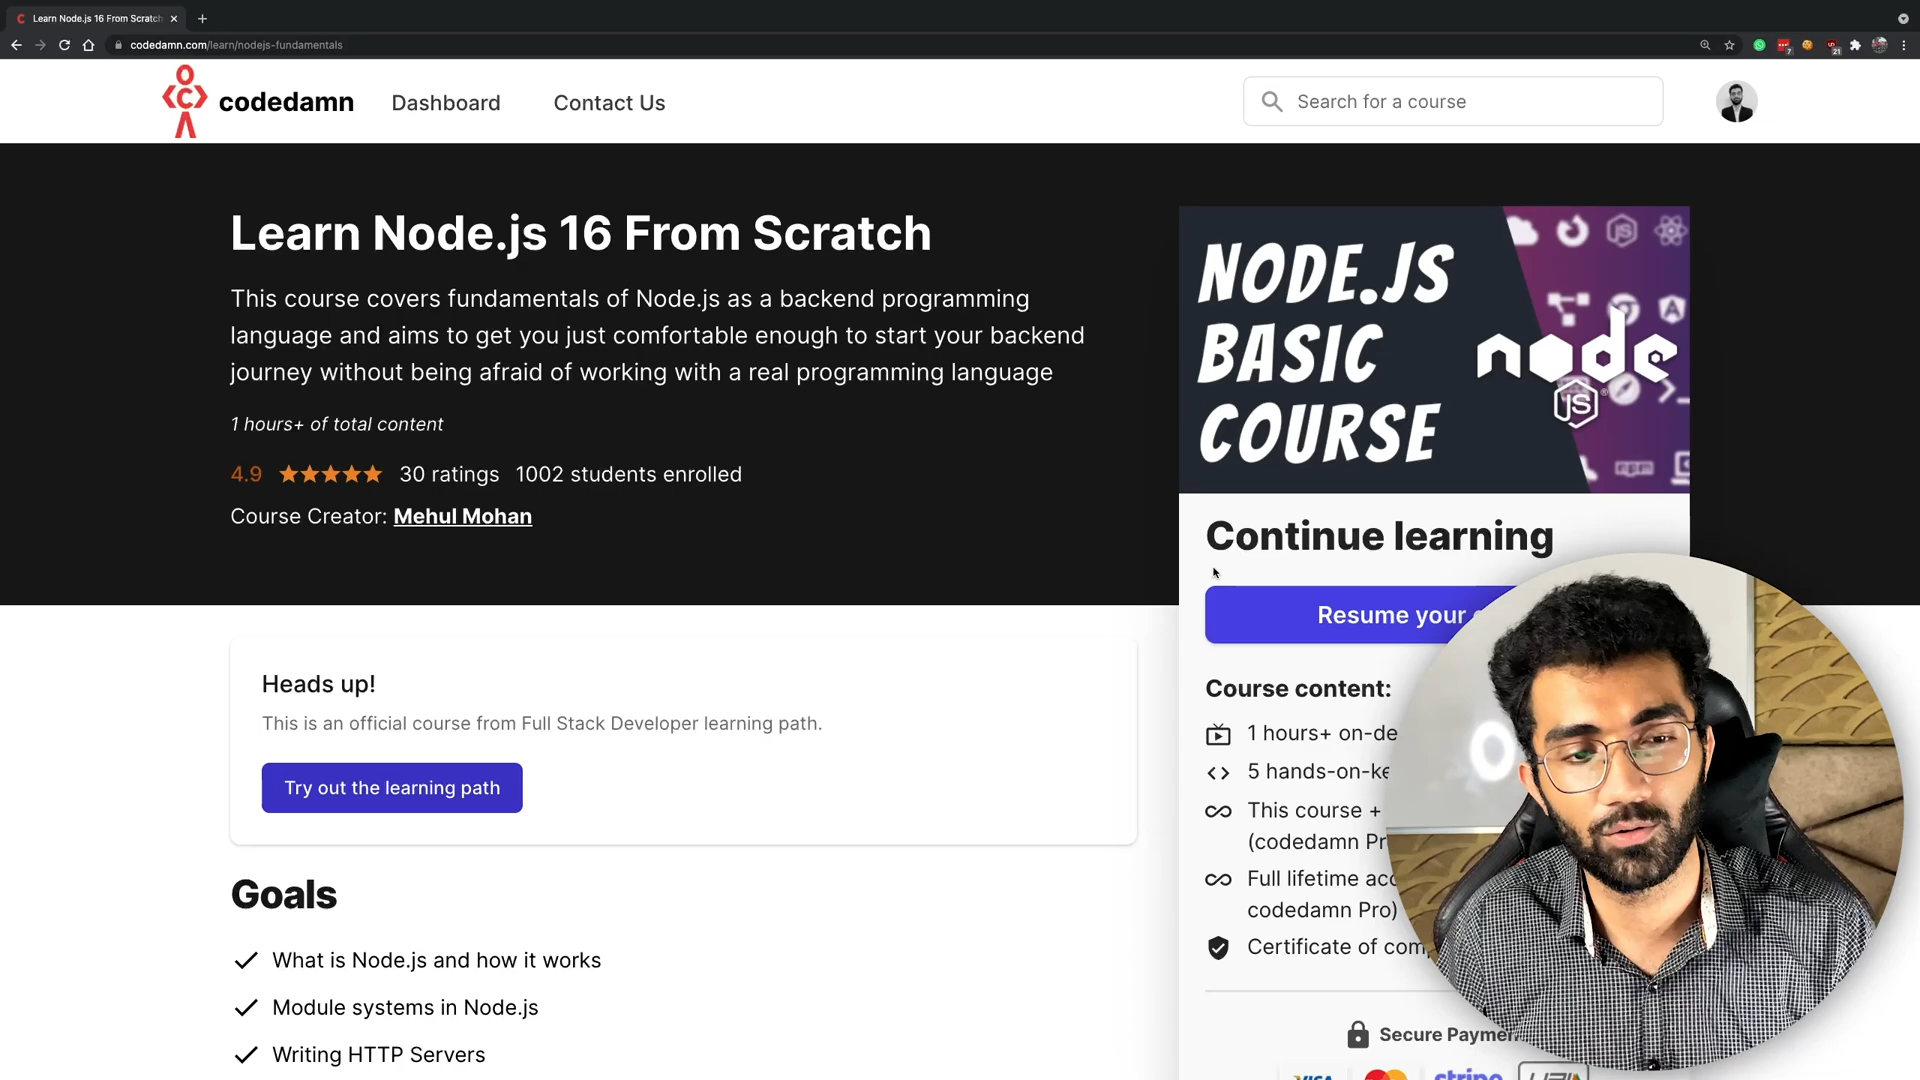 Learn Node.js 16 From Scratch
codedamn.com/learn/nodejs-fundamentals
7
21
codedamn
Dashboard
Contact Us
Search for a course
Learn Node.js 16 From Scratch
This course covers fundamentals of Node.js as a backend programming
language and aims to get you just comfortable enough to start your backend
journey without being afraid of working with a real programming language
1 hours+ of total content
4.9
30 ratings
1002 students enrolled
Course Creator: Mehul Mohan
NODE.JS
BASIC
COURSE
node
JS
Continue learning
Resume your
Course content:
1 hours+ on-de
5 hands-on-ke
This course +
(codedamn Pr
Full lifetime acc
codedamn Pro)
Certificate of com
Secure Paymen
VISA
stripe
UPI
Heads up!
This is an official course from Full Stack Developer learning path.
Try out the learning path
Goals
What is Node.js and how it works
Module systems in Node.js
Writing HTTP Servers